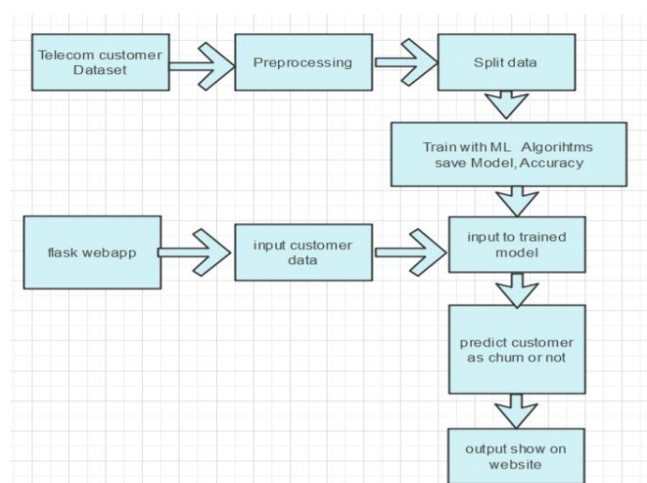 Telecom customer
Dataset
Preprocessing
Split data
Train with ML Algorihtms
save Model, Accuracy
flask webapp
input customer
data
input to trained
model
predict customer
as churn or not
output show on
website